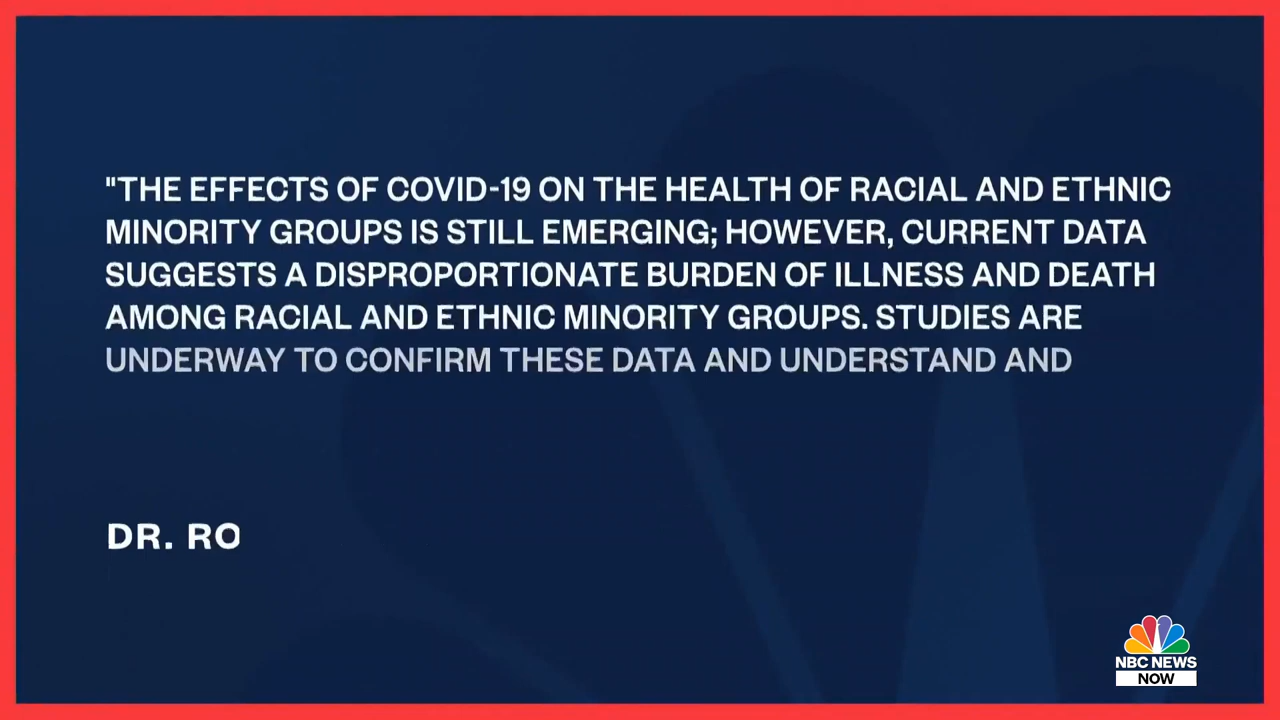 "THE EFFECTS OF COVID-19 ON THE HEALTH OF RACIAL AND ETHNIC
MINORITY GROUPS IS STILL EMERGING; HOWEVER, CURRENT DATA
SUGGESTS A DISPROPORTIONATE BURDEN OF ILLNESS AND DEATH
AMONG RACIAL AND ETHNIC MINORITY GROUPS. STUDIES ARE
UNDERWAY TO CONFIRM THESE DATA AND UNDERSTAND AND
DR. RO
NBC NEWS
NOW